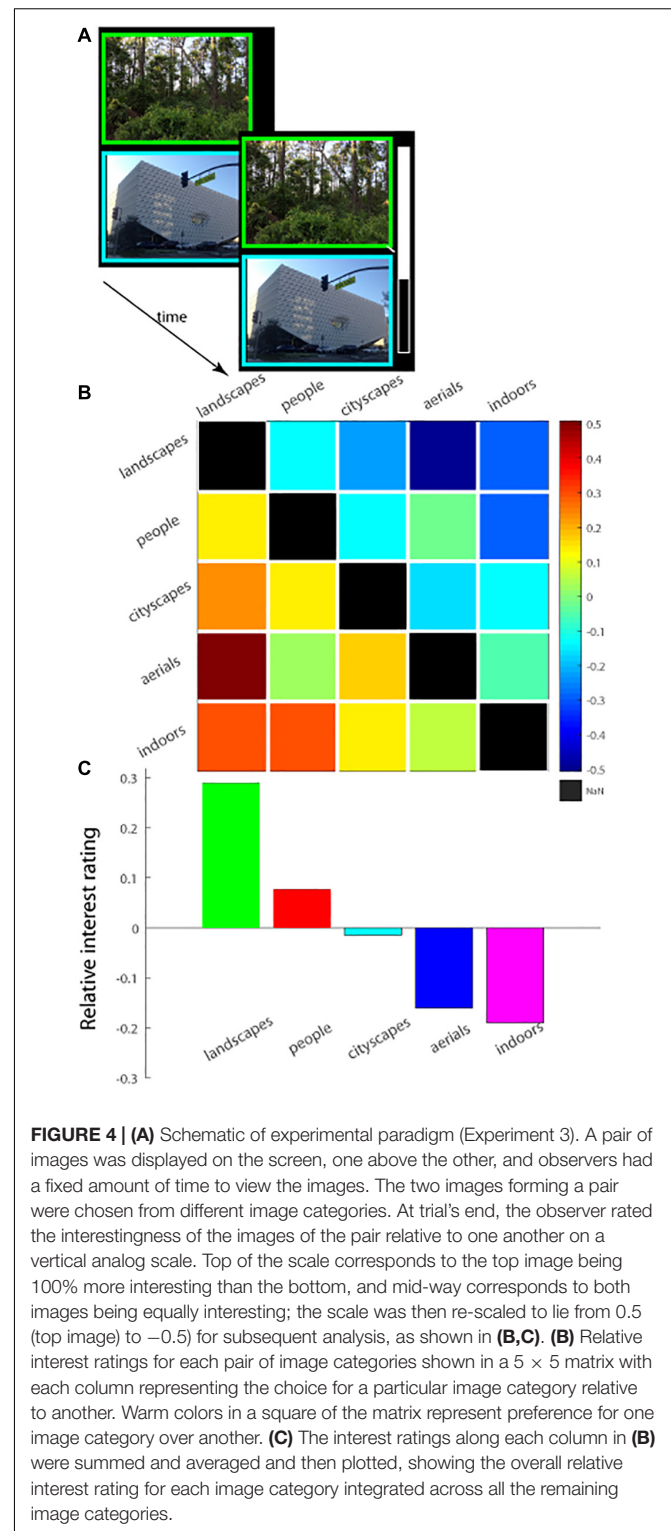 A
time
B
landscapes people cityscapes aerials indoors
landscapes
people
cityscapes
aerials
indoors
0.5
0.4
0.3
0.2
0.1
0
-0.1
-0.2
-0.3
-0.4
-0.5
NaN
C
Relative interest rating
0.3
0.2
0.1
0
-0.1
-0.2
-0.3
landscapes people cityscapes aerials indoors
FIGURE 4 | (A) Schematic of experimental paradigm (Experiment 3). A pair of
images was displayed on the screen, one above the other, and observers had
a fixed amount of time to view the images. The two images forming a pair
were chosen from different image categories. At trial’s end, the observer rated
the interestingness of the images of the pair relative to one another on a
vertical analog scale. Top of the scale corresponds to the top image being
100% more interesting than the bottom, and mid-way corresponds to both
images being equally interesting; the scale was then re-scaled to lie from 0.5
(top image) to −0.5) for subsequent analysis, as shown in (B,C). (B) Relative
interest ratings for each pair of image categories shown in a 5 × 5 matrix with
each column representing the choice for a particular image category relative
to another. Warm colors in a square of the matrix represent preference for one
image category over another. (C) The interest ratings along each column in (B)
were summed and averaged and then plotted, showing the overall relative
interest rating for each image category integrated across all the remaining
image categories.